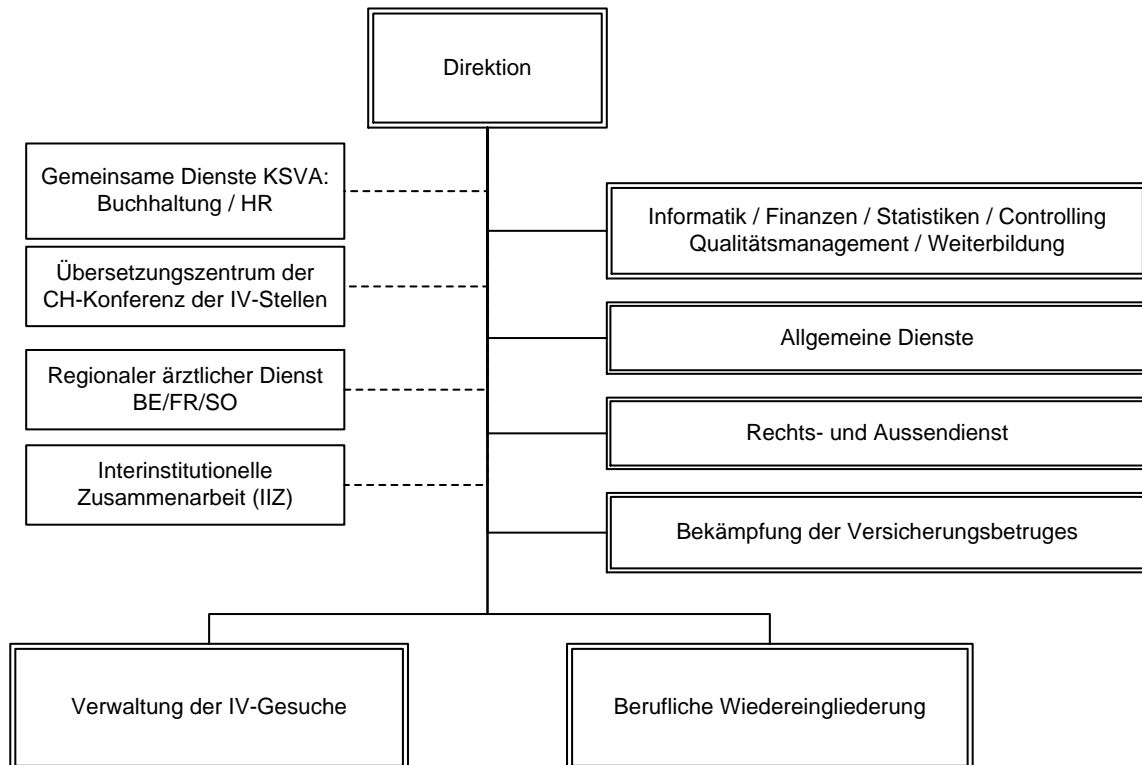 Direktion
Gemeinsame Dienste KSVA:
Buchhaltung / HR
Informatik / Finanzen / Statistiken / Controlling
Qualitätsmanagement / Weiterbildung
Übersetzungszentrum der
CH-Konferenz der IV-Stellen
Allgemeine Dienste
Regionaler ärztlicher Dienst
BE/FR/SO
Rechts- und Aussendienst
Interinstitutionelle
Zusammenarbeit (IIZ)
Bekämpfung der Versicherungsbetruges
Verwaltung der IV-Gesuche
Berufliche Wiedereingliederung